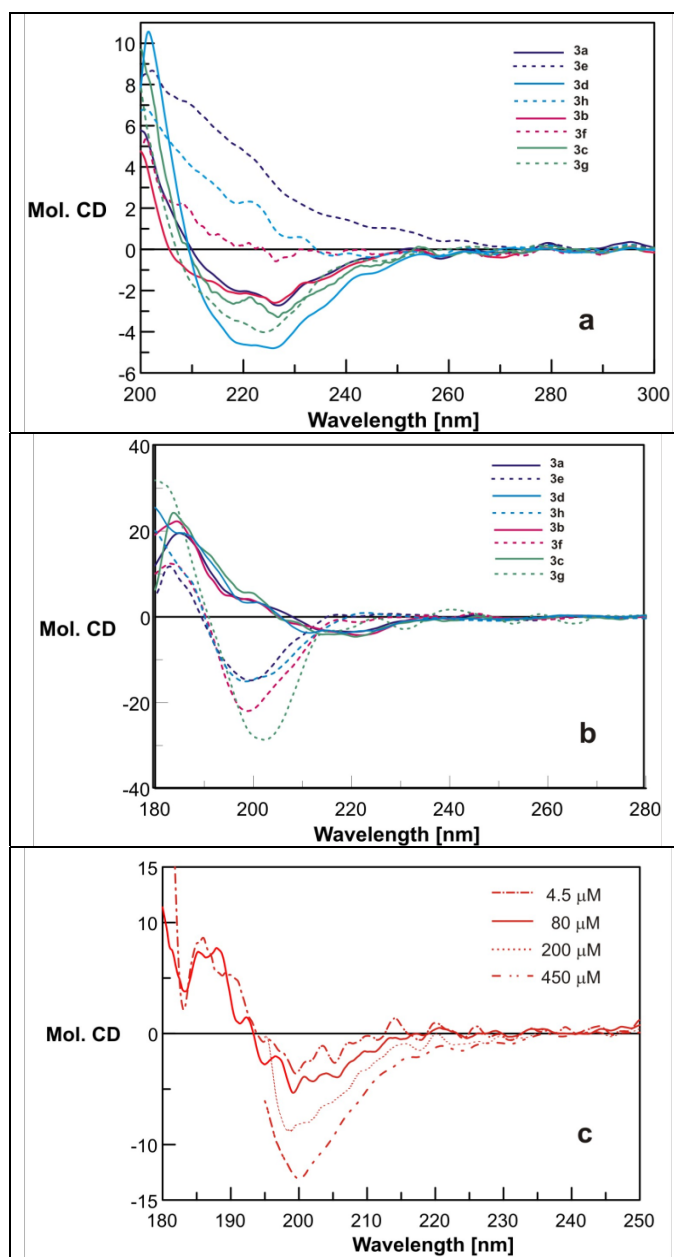 10
8
6
4
2
0
-2
-4
-6
Mol. CD
3a
3e
3d
3h
3b
3f
3c
3g
a
200 220 240 260 280 300
Wavelength [nm]
40
20
0
-20
-40
Mol. CD
3a
3e
3d
3h
3b
3f
3c
3g
b
180 200 220 240 260 280
Wavelength [nm]
15
10
0
-10
-15
Mol. CD
4.5 μM
80 μM
200 μM
450 μM
c
180 190 200 210 220 230 240 250
Wavelength [nm]